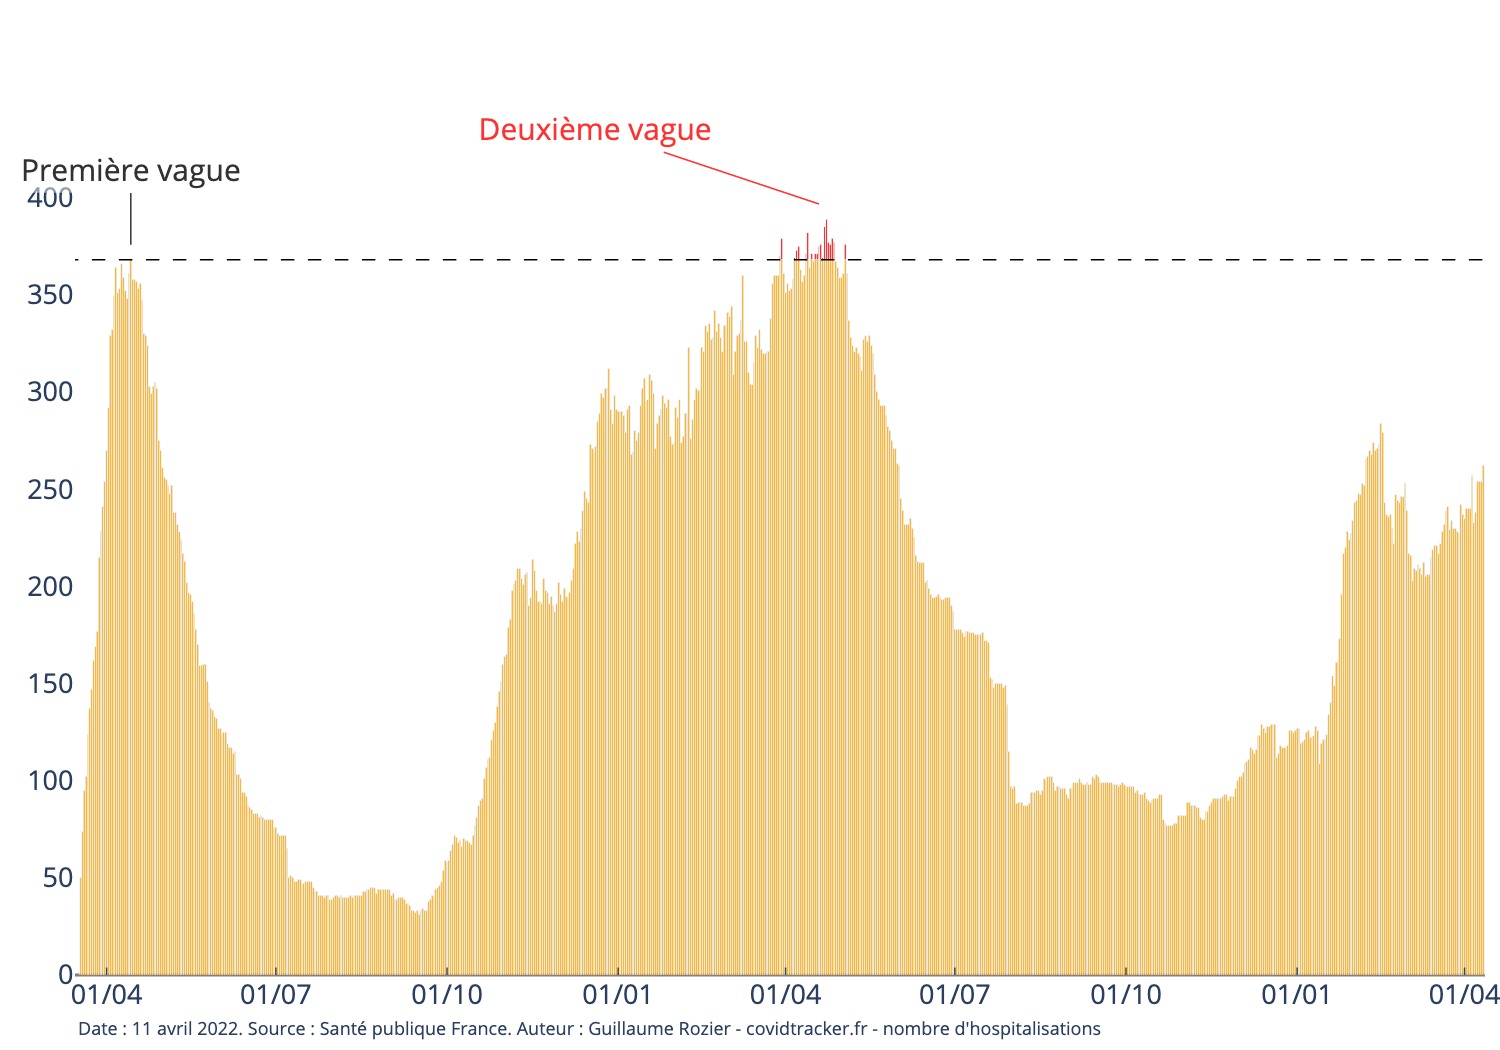 Deuxième vague
Première vague
400
350
300
250
200
150
100
50
0
01/04 01/07 01/10 01/01 01/04 01/07 01/10 01/01 01/04
Date : 11 avril 2022. Source : Santé publique France. Auteur : Guillaume Rozier - covidtracker.fr - nombre d'hospitalisations